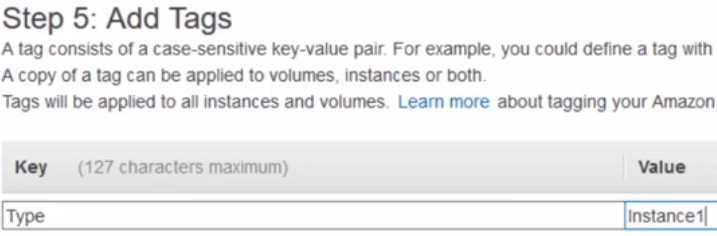 Step 5: Add Tags
A tag consists of a case-sensitive key-value pair. For example, you could define a tag with
A copy of a tag can be applied to volumes, instances or both.
Tags will be applied to all instances and volumes. Learn more about tagging your Amazon
Key (127 characters maximum) Value
Type Instance1